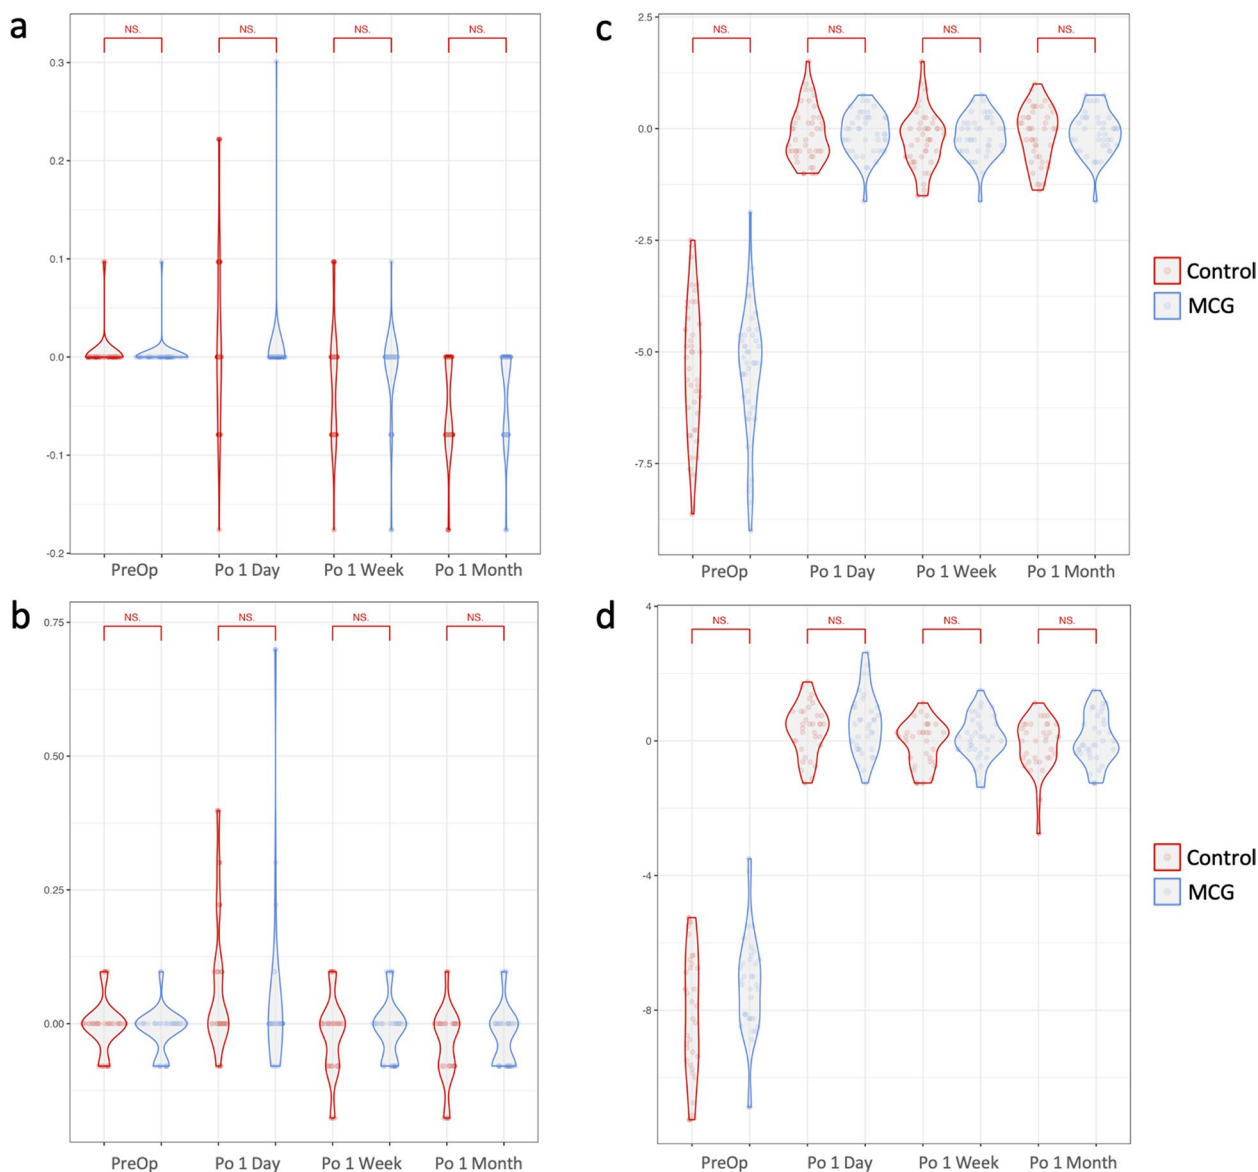 a
NS. NS. NS. NS.
0.3
0.2
0.1
0.0
-0.1
-0.2
PreOp Po 1 Day Po 1 Week Po 1 Month
c
NS. NS. NS. NS.
2.5
0.0
-2.5
-5.0
-7.5
PreOp Po 1 Day Po 1 Week Po 1 Month
Control
MCG
b
NS. NS. NS. NS.
0.75
0.50
0.25
0.00
PreOp Po 1 Day Po 1 Week Po 1 Month
d
NS. NS. NS. NS.
4
0
-4
-8
PreOp Po 1 Day Po 1 Week Po 1 Month
Control
MCG